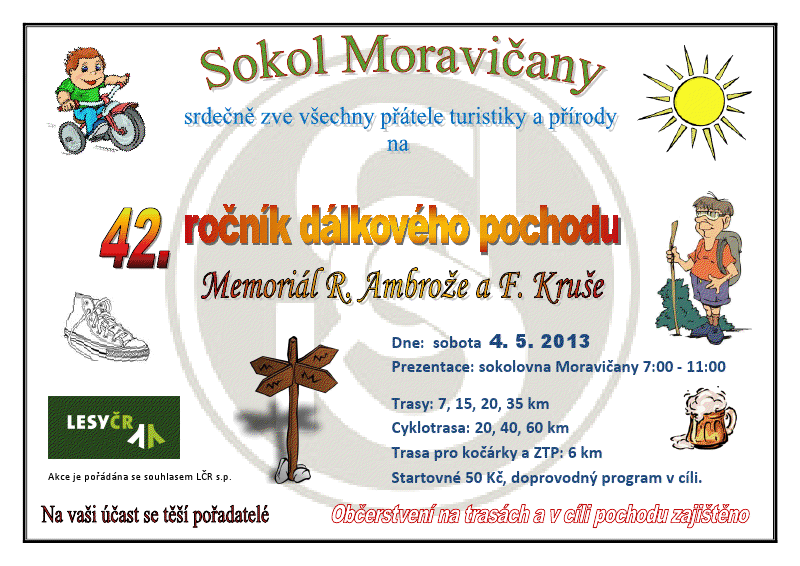 Sokol Moravičany
srdečně zve všechny přátele turistiky a přírody
na
42. ročník dálkového pochodu
Memoriál R. Ambrože a F. Kruše
Dne: sobota 4. 5. 2013
Prezentace: sokolovna Moravičany 7:00 - 11:00
Trasy: 7, 15, 20, 35 km
Cyklotrasa: 20, 40, 60 km
Trasa pro kočárky a ZTP: 6 km
Startovné 50 Kč, doprovodný program v cíli.
LESYČR
Akce je pořádána se souhlasem LČR s.p.
Na vaši účast se těší pořadatelé
Občerstvení na trasách a v cíli pochodu zajištěno